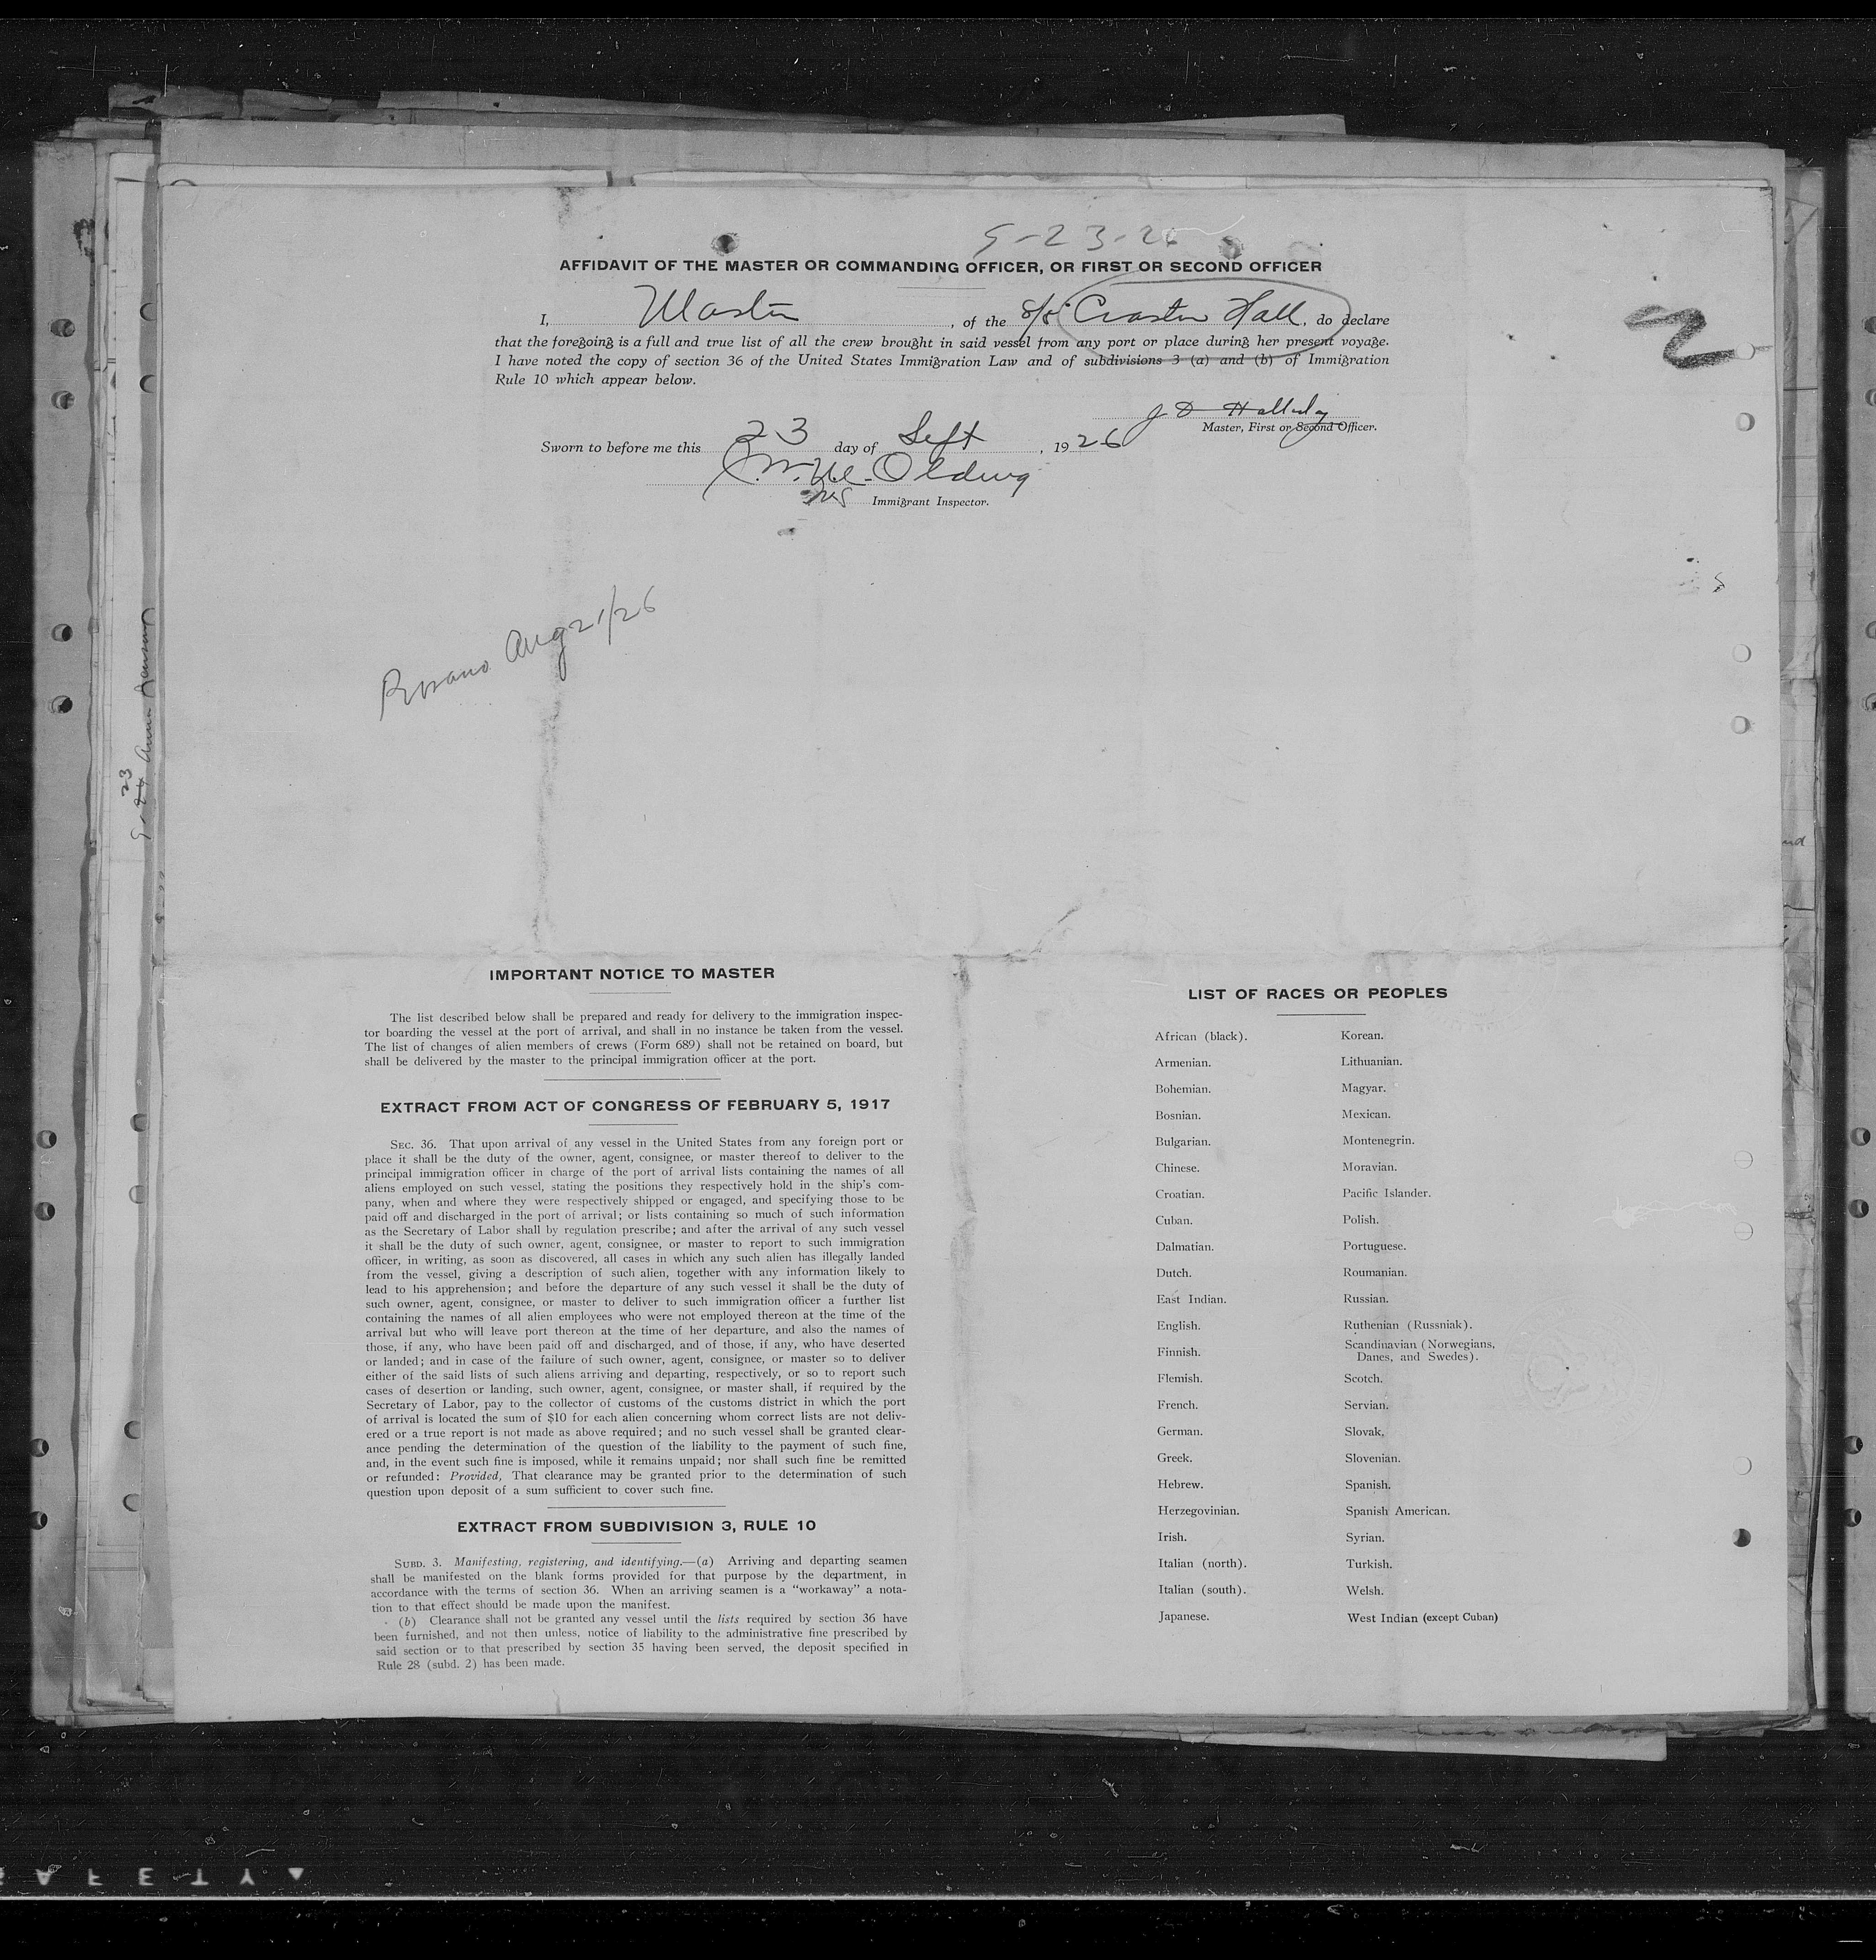 9-23-26
AFFIDAVIT OF THE MASTER OR COMMANDING OFFICER, OR FIRST OR SECOND OFFICER
I, Master, of the S/S Craster Hall, do declare
that the foregoing is a full and true list of all the crew brought in said vessel from any port or place during her present voyage.
I have noted the copy of section 36 of the United States Immigration Law and of subdivisions 3 (a) and (b) of Immigration
Rule 10 which appear below.
2
J D Halliday
Master, First or Second Officer.
Sworn to before me this 23 day of Sept, 1926
Immigrant Inspector.
Rosario Aug 21/26
9-23
IMPORTANT NOTICE TO MASTER
The list described below shall be prepared and ready for delivery to the immigration inspec-
tor boarding the vessel at the port of arrival, and shall in no instance be taken from the vessel.
The list of changes of alien members of crews (Form 689) shall not be retained on board, but
shall be delivered by the master to the principal immigration officer at the port.
EXTRACT FROM ACT OF CONGRESS OF FEBRUARY 5, 1917
SEC. 36. That upon arrival of any vessel in the United States from any foreign port or
place it shall be the duty of the owner, agent, consignee, or master thereof to deliver to the
principal immigration officer in charge of the port of arrival lists containing the names of all
aliens employed on such vessel, stating the positions they respectively hold in the ship's com-
pany, when and where they were respectively shipped or engaged, and specifying those to be
paid off and discharged in the port of arrival; or lists containing so much of such information
as the Secretary of Labor shall by regulation prescribe; and after the arrival of any such vessel
it shall be the duty of such owner, agent, consignee, or master to report to such immigration
officer, in writing, as soon as discovered, all cases in which any such alien has illegally landed
from the vessel, giving a description of such alien, together with any information likely to
lead to his apprehension; and before the departure of any such vessel it shall be the duty of
such owner, agent, consignee, or master to deliver to such immigration officer a further list
containing the names of all alien employees who were not employed thereon at the time of the
arrival but who will leave port thereon at the time of her departure, and also the names of
those, if any, who have been paid off and discharged, and of those, if any, who have deserted
or landed; and in case of the failure of such owner, agent, consignee, or master so to deliver
either of the said lists of such aliens arriving and departing, respectively, or so to report such
cases of desertion or landing, such owner, agent, consignee, or master shall, if required by the
Secretary of Labor, pay to the collector of customs of the customs district in which the port
of arrival is located the sum of $10 for each alien concerning whom correct lists are not deliv-
ered or a true report is not made as above required; and no such vessel shall be granted clear-
ance pending the determination of the question of the liability to the payment of such fine,
and, in the event such fine is imposed, while it remains unpaid; nor shall such fine be remitted
or refunded: Provided, That clearance may be granted prior to the determination of such
question upon deposit of a sum sufficient to cover such fine.
EXTRACT FROM SUBDIVISION 3, RULE 10
SUBD. 3. Manifesting, registering, and identifying.—(a) Arriving and departing seamen
shall be manifested on the blank forms provided for that purpose by the department, in
accordance with the terms of section 36. When an arriving seamen is a "workaway" a nota-
tion to that effect should be made upon the manifest.
(b) Clearance shall not be granted any vessel until the lists required by section 36 have
been furnished, and not then unless, notice of liability to the administrative fine prescribed by
said section or to that prescribed by section 35 having been served, the deposit specified in
Rule 28 (subd. 2) has been made.
LIST OF RACES OR PEOPLES
African (black). Korean.
Armenian. Lithuanian.
Bohemian. Magyar.
Bosnian. Mexican.
Bulgarian. Montenegrin.
Chinese. Moravian.
Croatian. Pacific Islander.
Cuban. Polish.
Dalmatian. Portuguese.
Dutch. Roumanian.
East Indian. Russian.
English. Ruthenian (Russniak).
Finnish. Scandinavian (Norwegians,
Danes, and Swedes).
Flemish. Scotch.
French. Servian.
German. Slovak.
Greek. Slovenian.
Hebrew. Spanish.
Herzegovinian. Spanish American.
Irish. Syrian.
Italian (north). Turkish.
Italian (south). Welsh.
Japanese. West Indian (except Cuban)
SAFETY